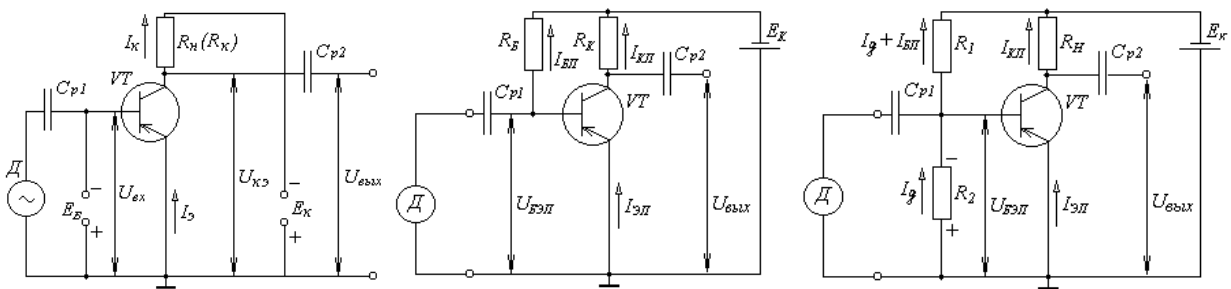 I_К
R_Н(R_К)
C_р2
VT
C_р1
Д
~
−
E_Б
+
U_вх
I_Э
U_КЭ
−
E_К
+
U_вых
R_Б
I_БП
R_К
I_КП
E_К
C_р2
C_р1
VT
Д
U_БЭП
I_ЭП
U_вых
I_д + I_БП
R_1
I_КП
R_Н
E_К
C_р2
C_р1
VT
Д
−
I_д
R_2
+
U_БЭП
I_ЭП
U_вых